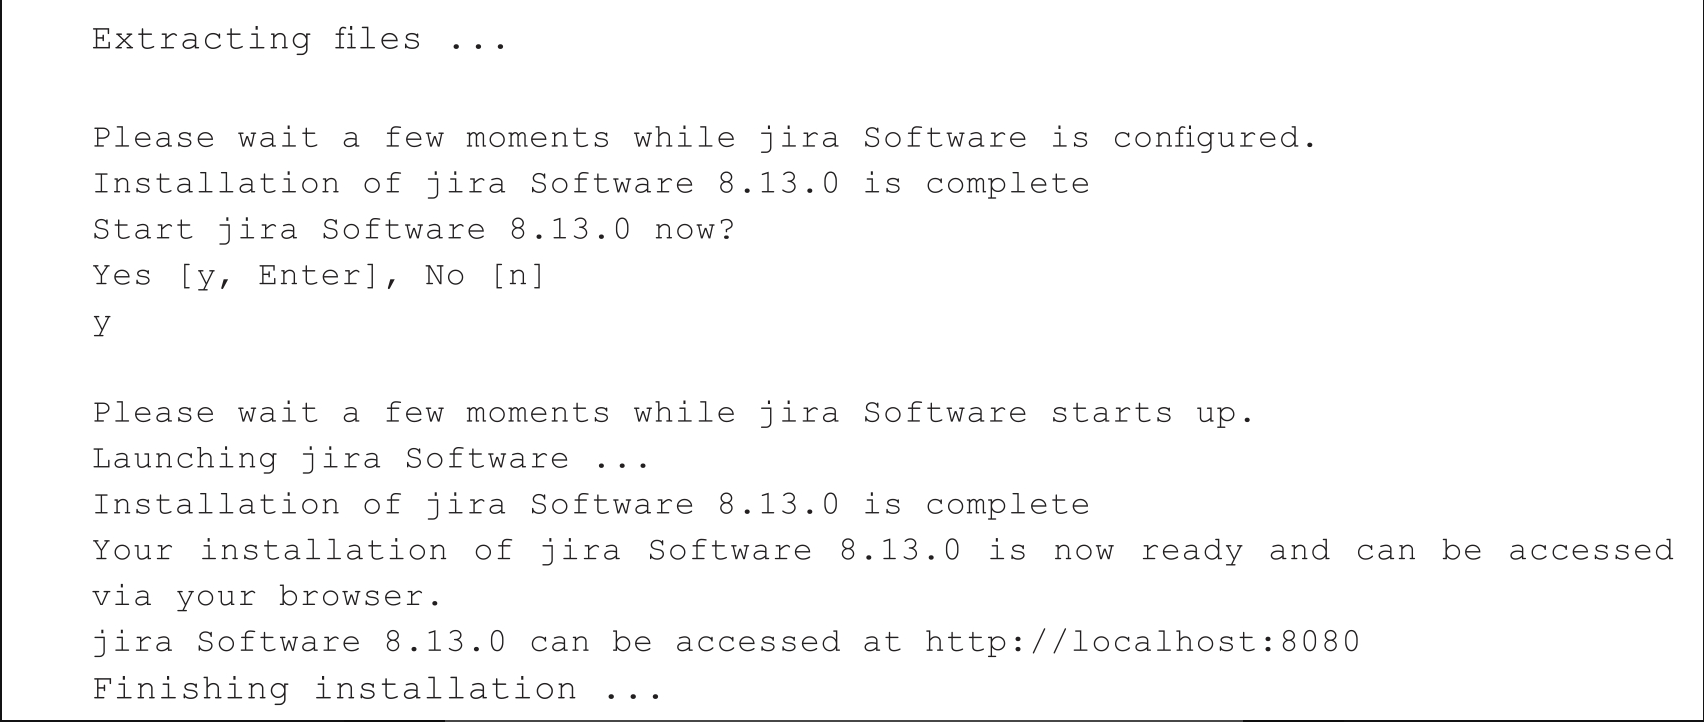 Extracting files ...
Please wait a few moments while jira Software is configured.
Installation of jira Software 8.13.0 is complete
Start jira Software 8.13.0 now?
Yes [y, Enter], No [n]
y
Please wait a few moments while jira Software starts up.
Launching jira Software ...
Installation of jira Software 8.13.0 is complete
Your installation of jira Software 8.13.0 is now ready and can be accessed
via your browser.
jira Software 8.13.0 can be accessed at http://localhost:8080
Finishing installation ...